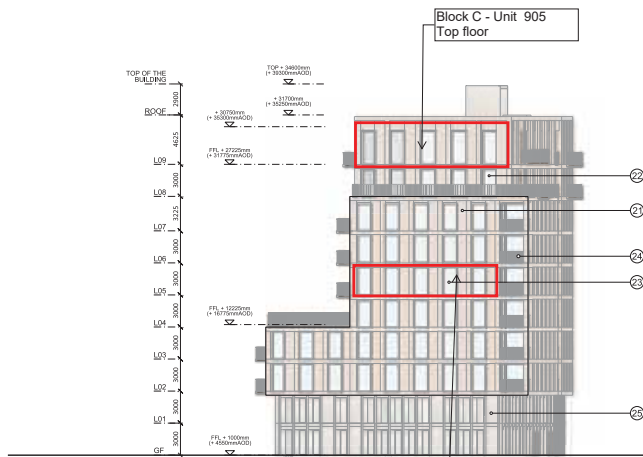 Block C - Unit 905
Top floor
TOP OF THE
BUILDING
TOP + 34600mm
(+ 39300mmAOD)
2900
ROOF
+ 31700mm
(+ 35250mmAOD)
+ 30750mm
(+ 35300mmAOD)
4625
FFL + 27225mm
(+ 31775mmAOD)
L09
3000
22
L08
3225
21
L07
3000
24
L06
3000
23
L05
3000
FFL + 12225mm
(+ 16775mmAOD)
L04
3000
L03
3000
L02
3000
25
L01
3000
FFL + 1000mm
(+ 4550mmAOD)
GF